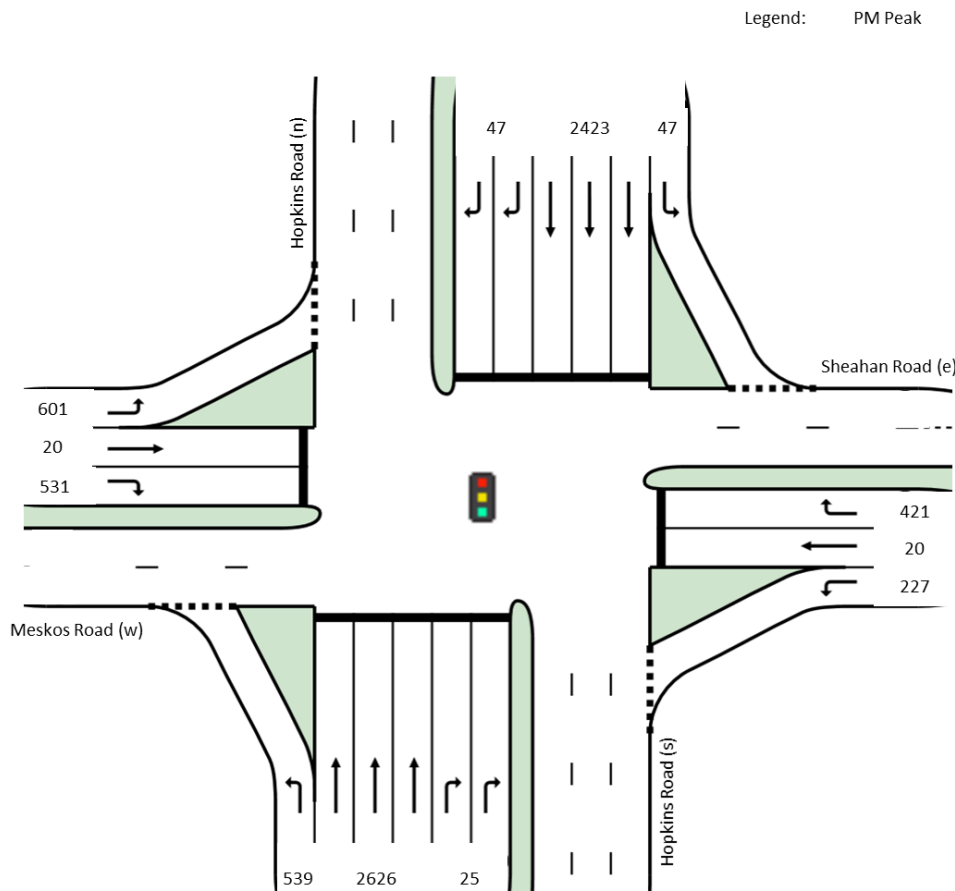 Legend: PM Peak
Hopkins Road (n)
47 2423 47
Sheahan Road (e)
601
20
531
421
20
227
Meskos Road (w)
Hopkins Road (s)
539 2626 25